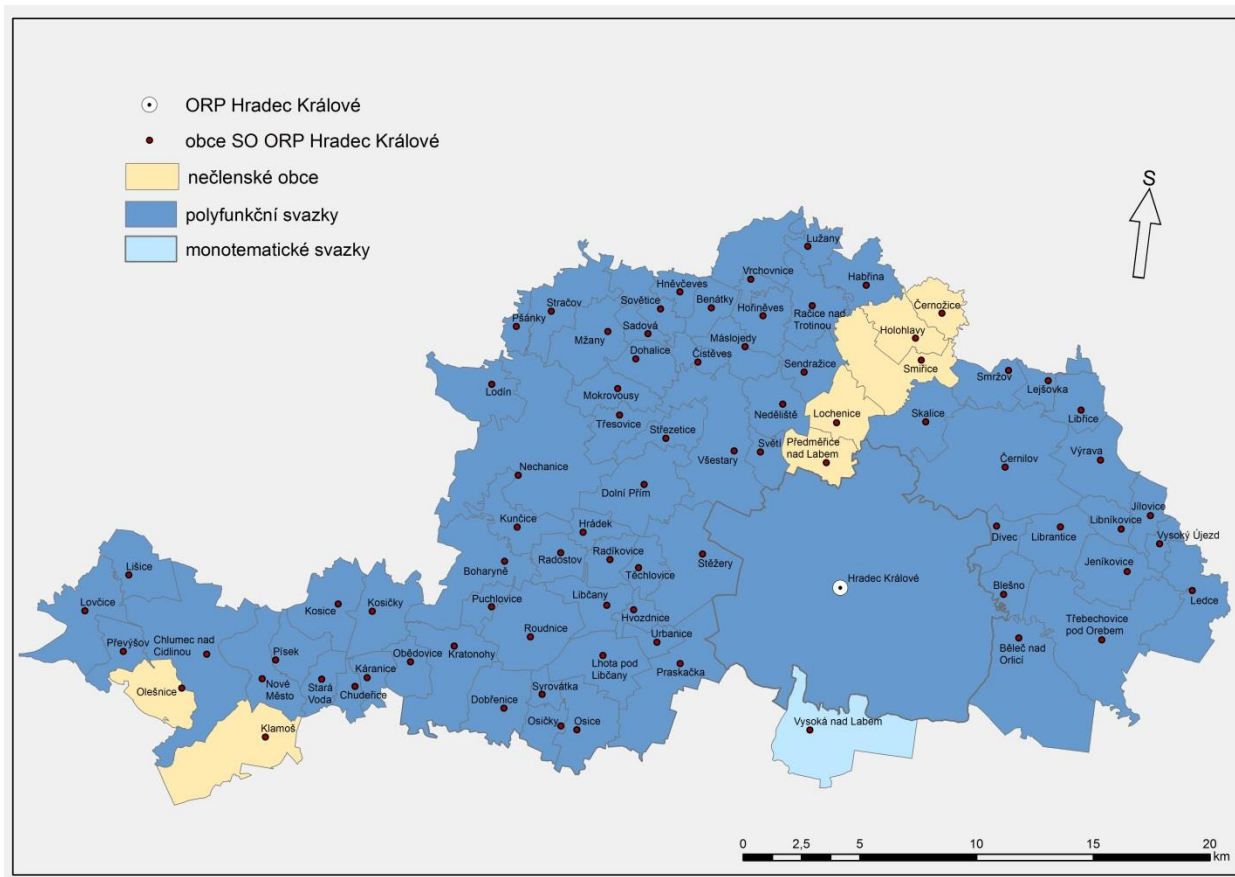 ORP Hradec Králové
obce SO ORP Hradec Králové
nečlenské obce
polyfunkční svazky
monotematické svazky
S
Lužany
Vrchovnice
Habřina
Hněvčeves
Stračov
Sovětice
Benátky
Hořiněves
Račice nad
Trotinou
Černožice
Pšánky
Mžany
Sadová
Holohlavy
Dohalice
Máslojedy
Čistěves
Smiřice
Sendražice
Smržov
Lejšovka
Lodín
Mokrovousy
Neděliště
Lochenice
Libřice
Třesovice
Střezetice
Skalice
Všestary
Světí
Předměřice
nad Labem
Nechanice
Černilov
Výrava
Dolní Přím
Kunčice
Hrádek
Divec
Librantice
Libníkovice
Jílovice
Vysoký Újezd
Boharyně
Radostov
Radíkovice
Těchlovice
Stěžery
Jeníkovice
Lišice
Hradec Králové
Blešno
Ledce
Lovčice
Kosice
Kosičky
Puchlovice
Libčany
Hvozdnice
Třebechovice
pod Orebem
Převýšov
Chlumec nad
Cidlinou
Písek
Obědovice
Kratonohy
Roudnice
Urbanice
Běleč nad
Orlicí
Olešnice
Nové
Město
Stará
Voda
Káranice
Chudeřice
Lhota pod
Libčany
Praskačka
Dobřenice
Syrovátka
Klamoš
Osičky
Osice
Vysoká nad Labem
0 2,5 5 10 15 20
km